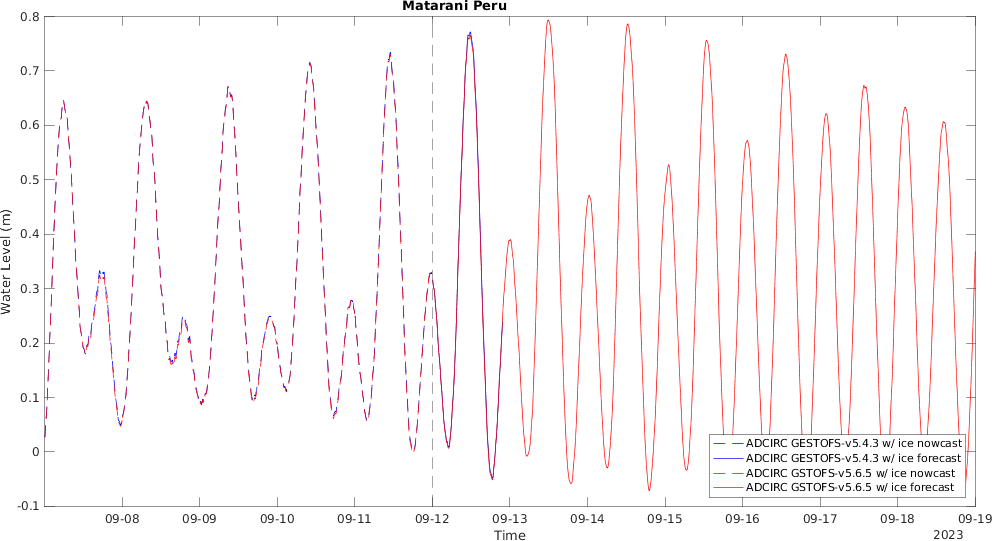 Matarani Peru
0.8
0.7
0.6
0.5
0.4
0.3
0.2
0.1
0
-0.1
Water Level (m)
ADCIRC GESTOFS-v5.4.3 w/ ice nowcast
ADCIRC GESTOFS-v5.4.3 w/ ice forecast
ADCIRC GSTOFS-v5.6.5 w/ ice nowcast
ADCIRC GSTOFS-v5.6.5 w/ ice forecast
09-08 09-09 09-10 09-11 09-12 09-13 09-14 09-15 09-16 09-17 09-18 09-19
Time
2023